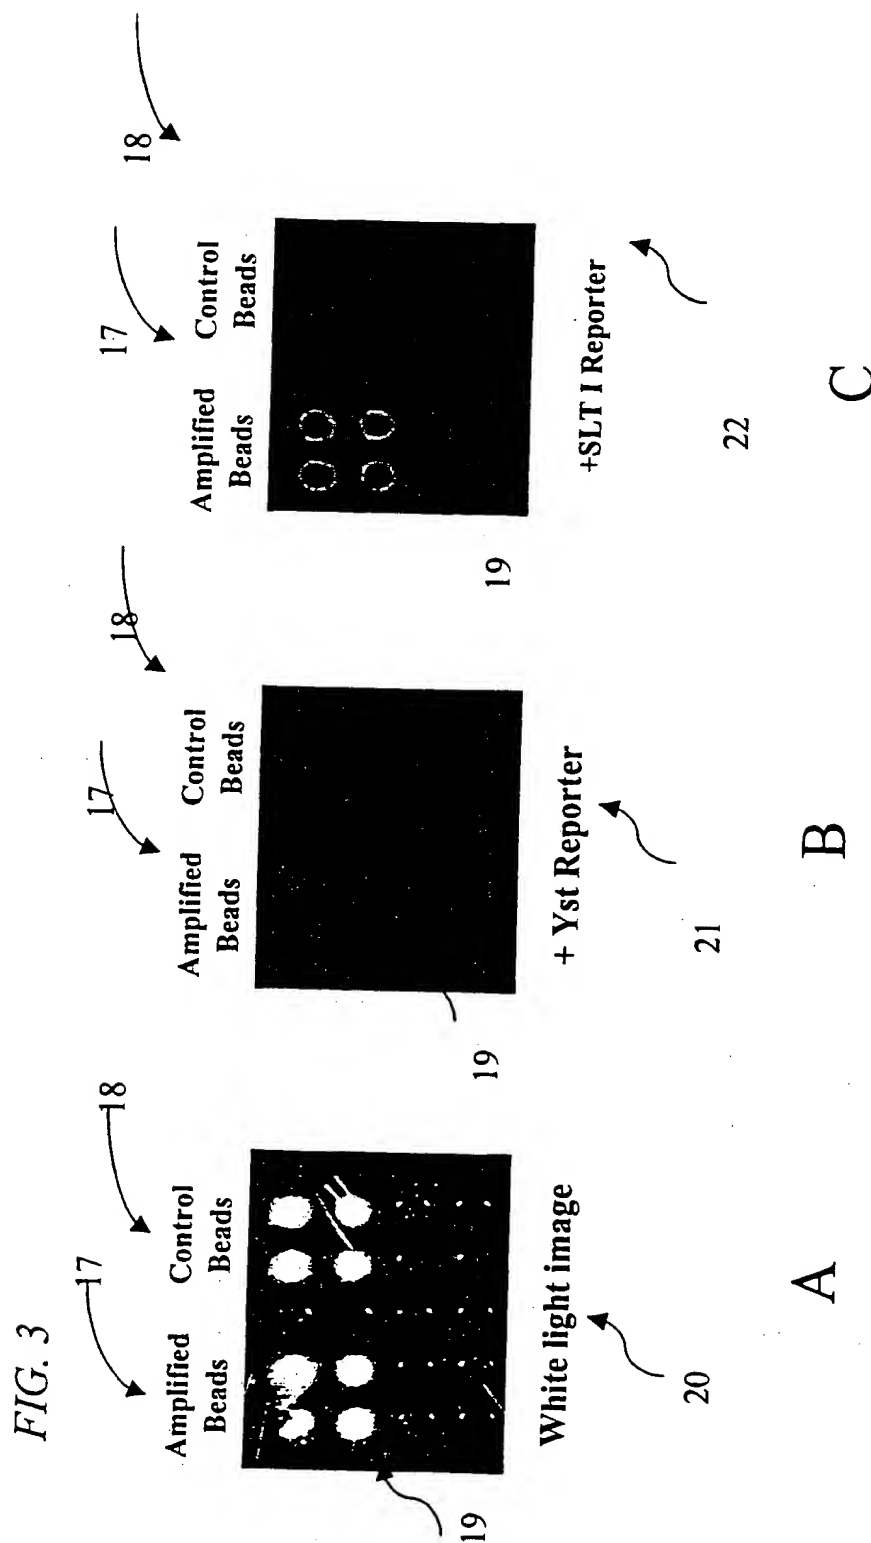 FIG. 3
17
18
Amplified
Beads
Control
Beads
19
White light image
20
A
17
18
Amplified
Beads
Control
Beads
19
+ Yst Reporter
21
B
17
18
Amplified
Beads
Control
Beads
19
+SLT I Reporter
22
C